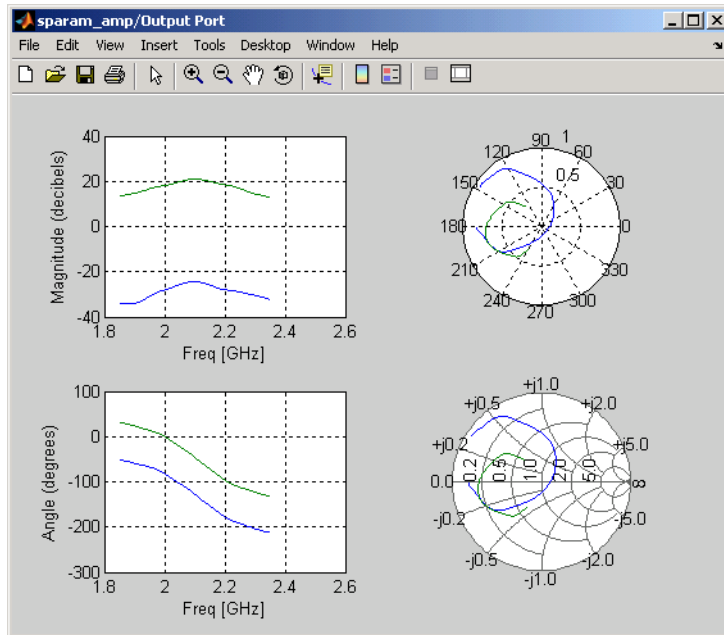 sparam_amp/Output Port
File Edit View Insert Tools Desktop Window Help
40
20
0
-20
-40
Magnitude (decibels)
1.8 2 2.2 2.4 2.6
Freq [GHz]
90 1
120 60
150 0.5 30
180 0
210 330
240 300
270
100
0
-100
-200
-300
Angle (degrees)
1.8 2 2.2 2.4 2.6
Freq [GHz]
+j1.0
+j0.5 +j2.0
+j0.2 +j5.0
0.0 0.2 0.5 1.0 2.0 5.0 ∞
-j0.2 -j5.0
-j0.5 -j2.0
-j1.0